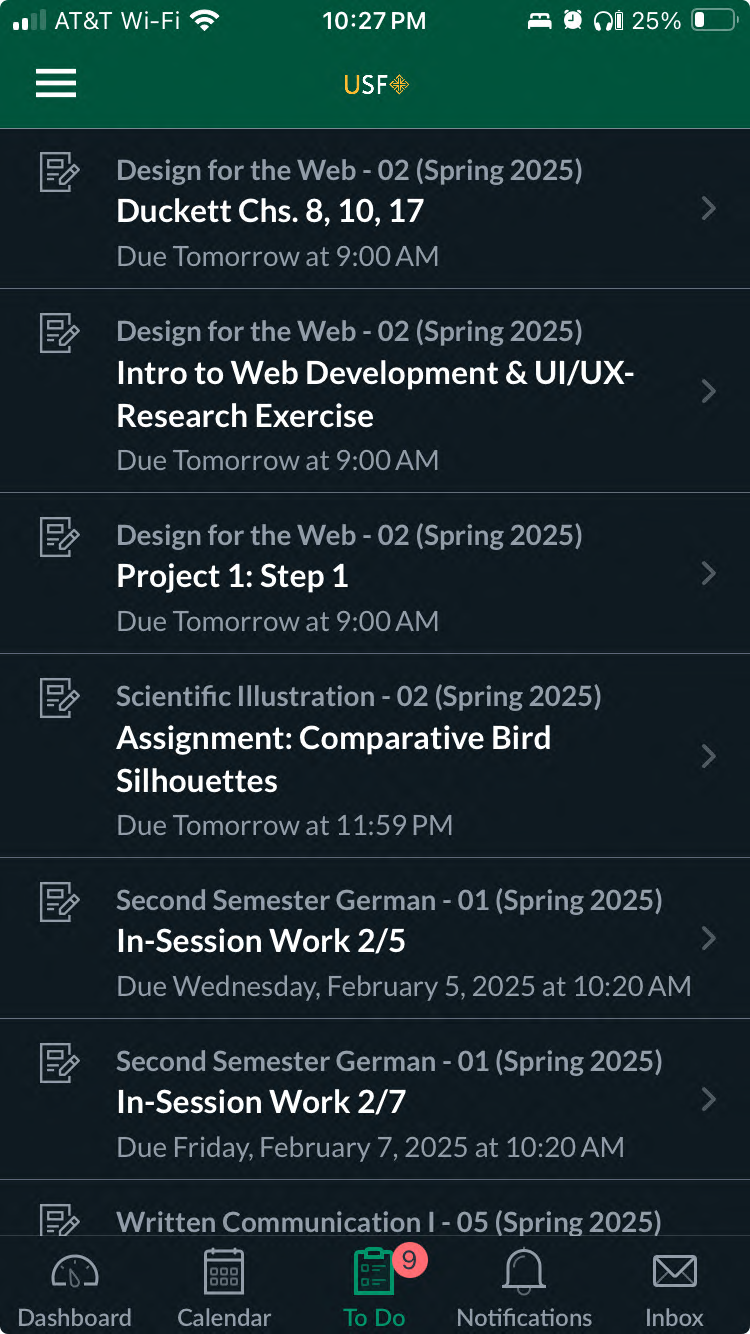 AT&T Wi-Fi 10:27 PM 25%
USF
Design for the Web - 02 (Spring 2025)
Duckett Chs. 8, 10, 17
Due Tomorrow at 9:00 AM
Design for the Web - 02 (Spring 2025)
Intro to Web Development & UI/UX-
Research Exercise
Due Tomorrow at 9:00 AM
Design for the Web - 02 (Spring 2025)
Project 1: Step 1
Due Tomorrow at 9:00 AM
Scientific Illustration - 02 (Spring 2025)
Assignment: Comparative Bird
Silhouettes
Due Tomorrow at 11:59 PM
Second Semester German - 01 (Spring 2025)
In-Session Work 2/5
Due Wednesday, February 5, 2025 at 10:20 AM
Second Semester German - 01 (Spring 2025)
In-Session Work 2/7
Due Friday, February 7, 2025 at 10:20 AM
Written Communication I - 05 (Spring 2025)
9
Dashboard Calendar To Do Notifications Inbox